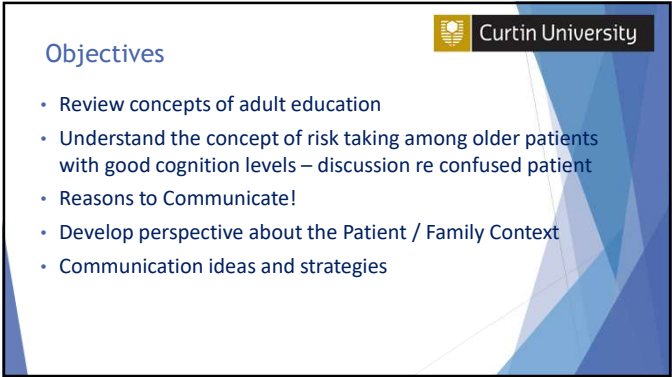 Curtin University
Objectives
• Review concepts of adult education
• Understand the concept of risk taking among older patients
with good cognition levels – discussion re confused patient
• Reasons to Communicate!
• Develop perspective about the Patient / Family Context
• Communication ideas and strategies